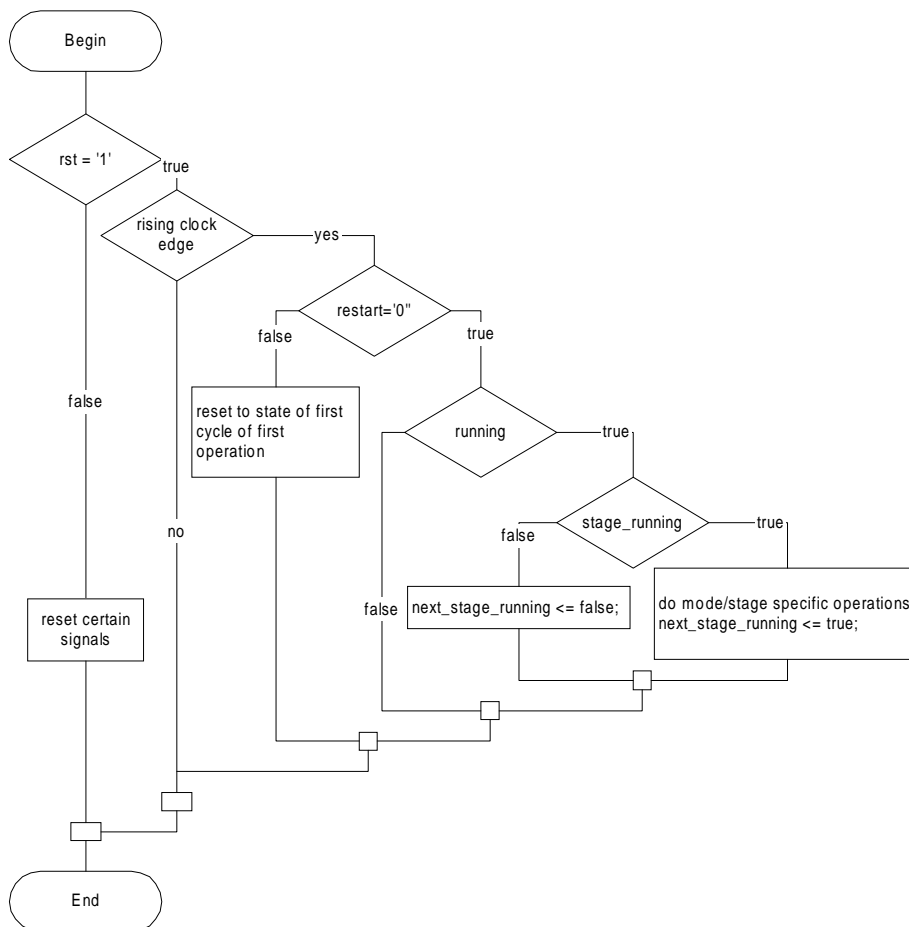 Begin
rst = '1'
true
rising clock
edge
yes
restart='0"
false
true
false
reset to state of first
cycle of first
operation
running
true
no
stage_running
false
true
false
next_stage_running <= false;
do mode/stage specific operations
next_stage_running <= true;
reset certain
signals
End